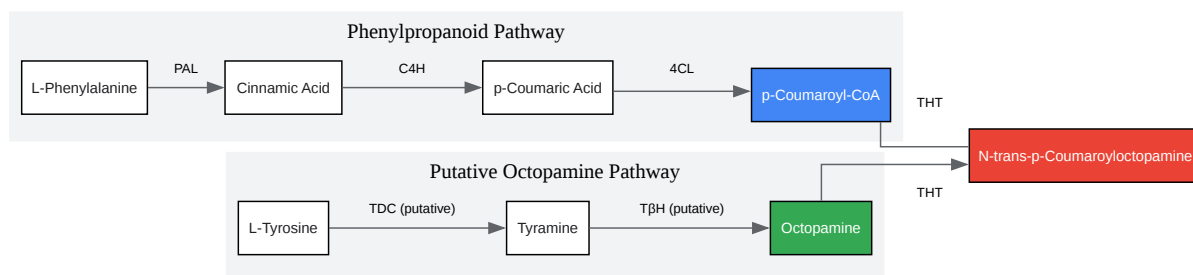 Phenylpropanoid Pathway
L-Phenylalanine
PAL
Cinnamic Acid
C4H
p-Coumaric Acid
4CL
p-Coumaroyl-CoA
THT
N-trans-p-Coumaroyloctopamine
THT
Putative Octopamine Pathway
L-Tyrosine
TDC (putative)
Tyramine
TβH (putative)
Octopamine